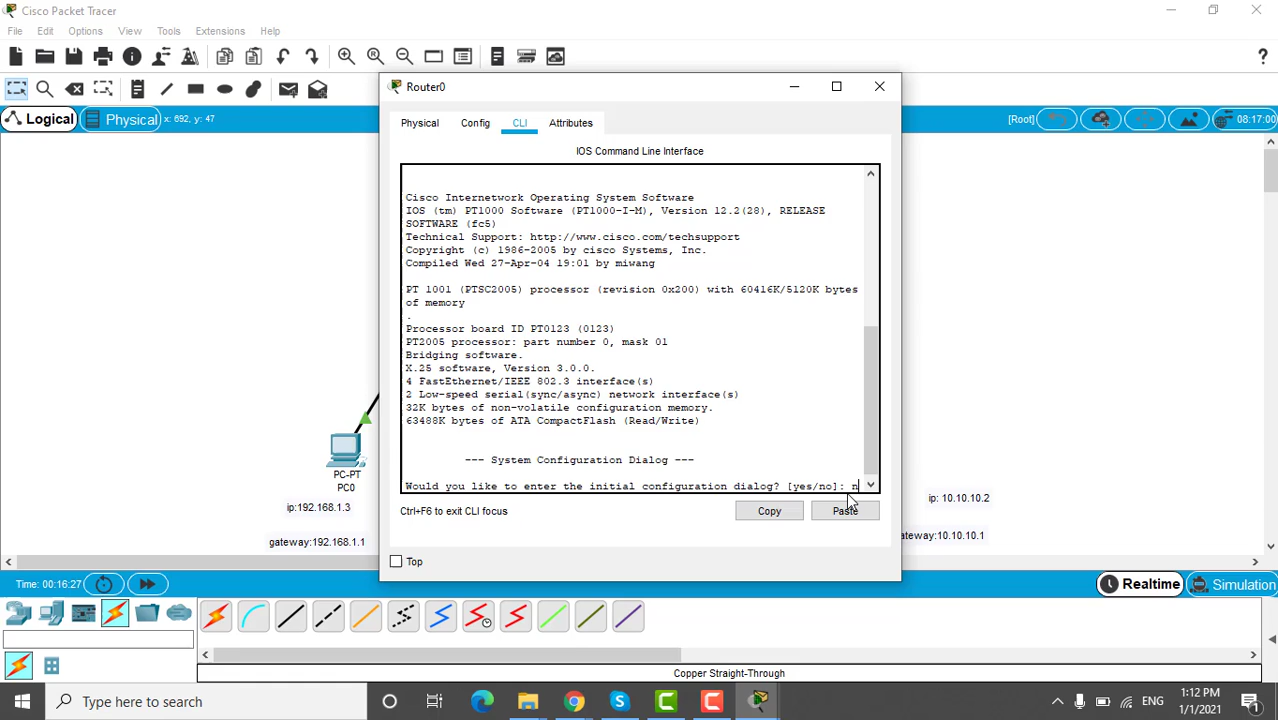 Cisco Packet Tracer
File Edit Options View Tools Extensions Help
Logical
Physical
x: 692, y: 47
[Root]
08:17:00
Router0
Physical Config CLI Attributes
IOS Command Line Interface
Cisco Internetwork Operating System Software
IOS (tm) PT1000 Software (PT1000-I-M), Version 12.2(28), RELEASE
SOFTWARE (fc5)
Technical Support: http://www.cisco.com/techsupport
Copyright (c) 1986-2005 by cisco Systems, Inc.
Compiled Wed 27-Apr-04 19:01 by miwang
PT 1001 (PTSC2005) processor (revision 0x200) with 60416K/5120K bytes
of memory
.
Processor board ID PT0123 (0123)
PT2005 processor: part number 0, mask 01
Bridging software.
X.25 software, Version 3.0.0.
4 FastEthernet/IEEE 802.3 interface(s)
2 Low-speed serial(sync/async) network interface(s)
32K bytes of non-volatile configuration memory.
63488K bytes of ATA CompactFlash (Read/Write)
--- System Configuration Dialog ---
Would you like to enter the initial configuration dialog? [yes/no]: n
Ctrl+F6 to exit CLI focus
Copy
Paste
Top
PC-PT
PC0
ip:192.168.1.3
gateway:192.168.1.1
ip: 10.10.10.2
gateway:10.10.10.1
Time: 00:16:27
Realtime
Simulation
Copper Straight-Through
Type here to search
ENG
1:12 PM
1/1/2021
1